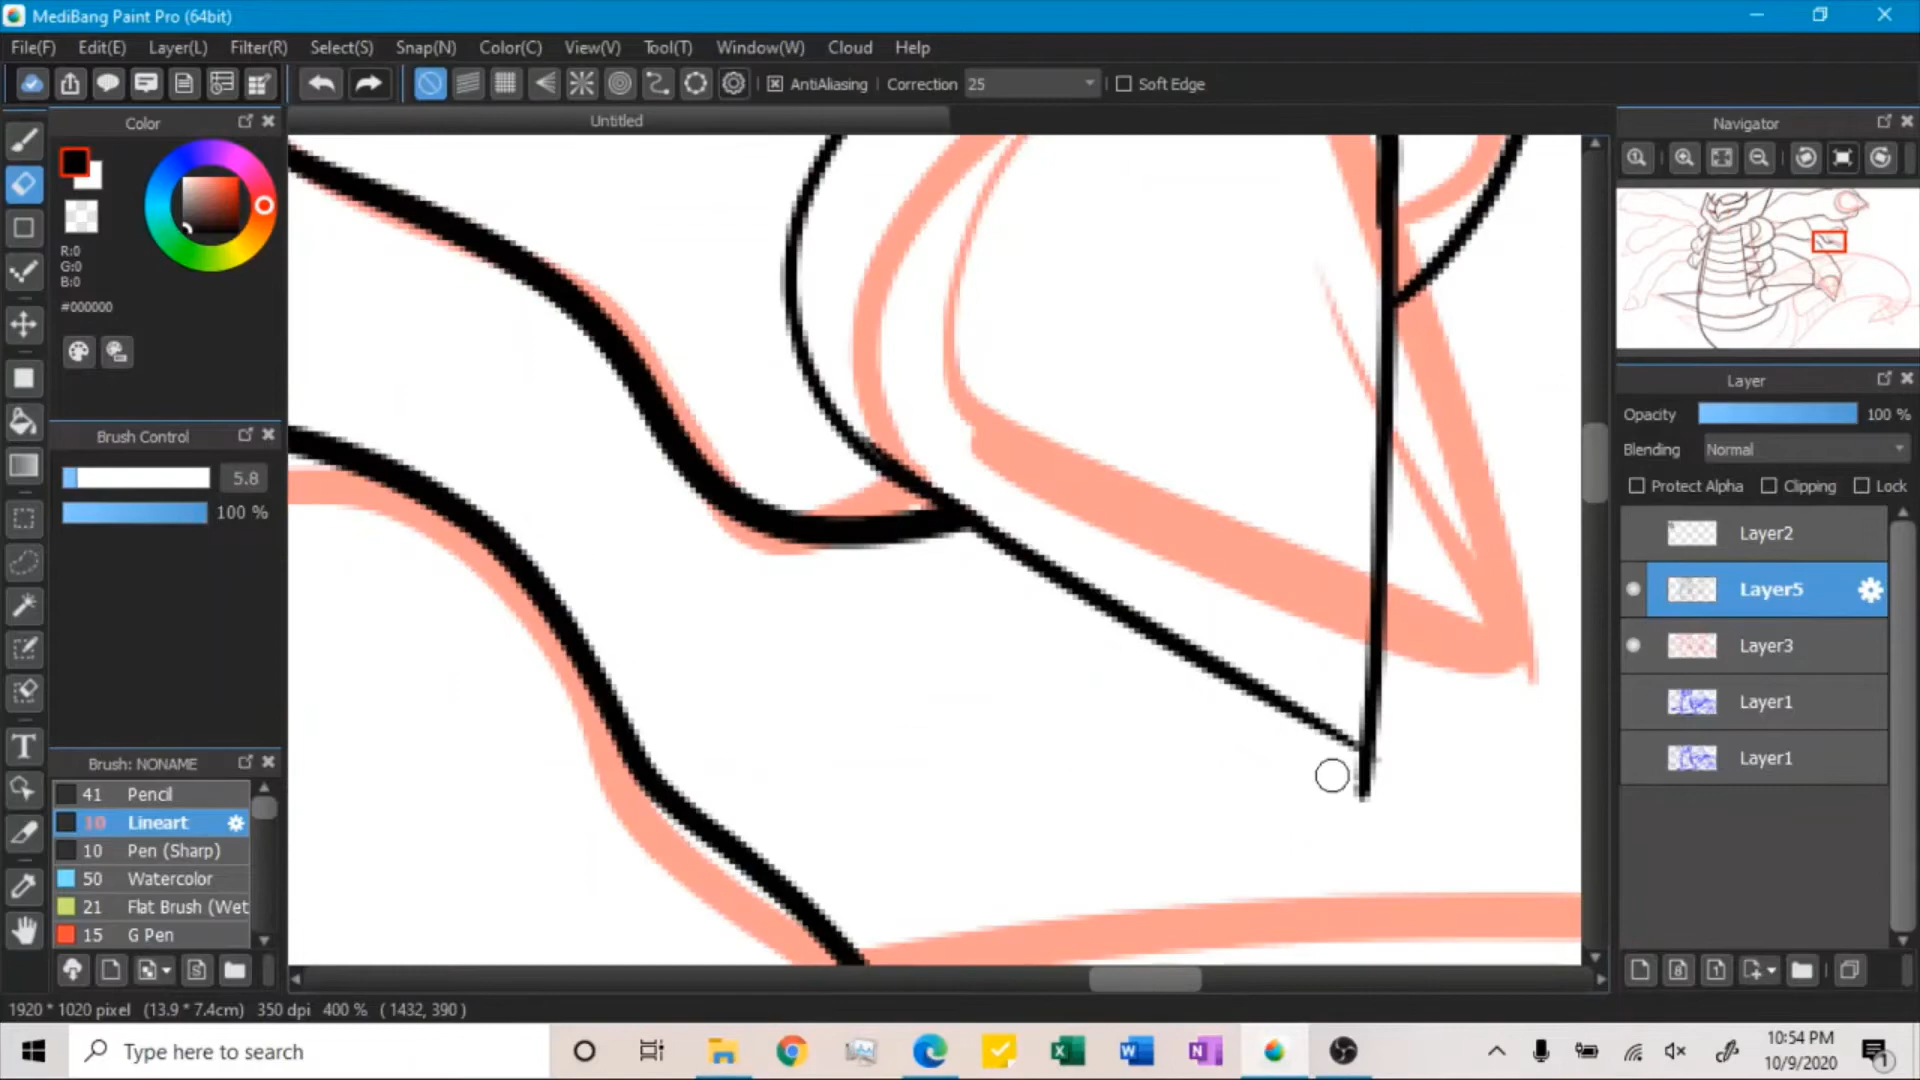 MediBang Paint Pro (64bit)
File(F) Edit(E) Layer(L) Filter(R) Select(S) Snap(N) Color(C) View(V) Tool(T) Window(W) Cloud Help
AntiAliasing Correction 25 Soft Edge
Color
Untitled
Navigator
R:0
G:0
B:0
#000000
Layer
Opacity 100 %
Blending Normal
Protect Alpha Clipping Lock
Brush Control
5.8
100 %
Layer2
Layer5
Layer3
Layer1
Layer1
Brush: NONAME
41 Pencil
10 Lineart
10 Pen (Sharp)
50 Watercolor
21 Flat Brush (Wet
15 G Pen
1920 * 1020 pixel (13.9 * 7.4cm) 350 dpi 400 % ( 1432, 390 )
Type here to search
10:54 PM
10/9/2020